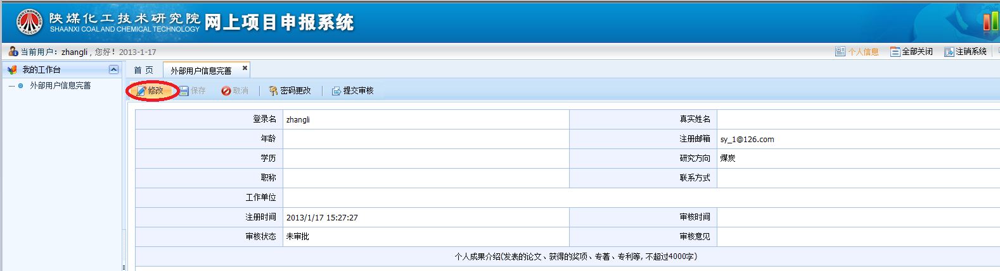 陕煤化工技术研究院 网上项目申报系统
SHAANXI COAL AND CHEMICAL TECHNOLOGY
当前用户：zhangli , 您好！2013-1-17 个人信息 全部关闭 注销系统
我的工作台 首 页 外部用户信息完善
外部用户信息完善
修改 保存 取消 密码更改 提交审核
登录名 zhangli 真实姓名
年龄 注册邮箱 sy_1@126.com
学历 研究方向 煤炭
职称 联系方式
工作单位
注册时间 2013/1/17 15:27:27 审核时间
审核状态 未审批 审核意见
个人成果介绍(发表的论文、获得的奖项、专著、专利等, 不超过4000字)